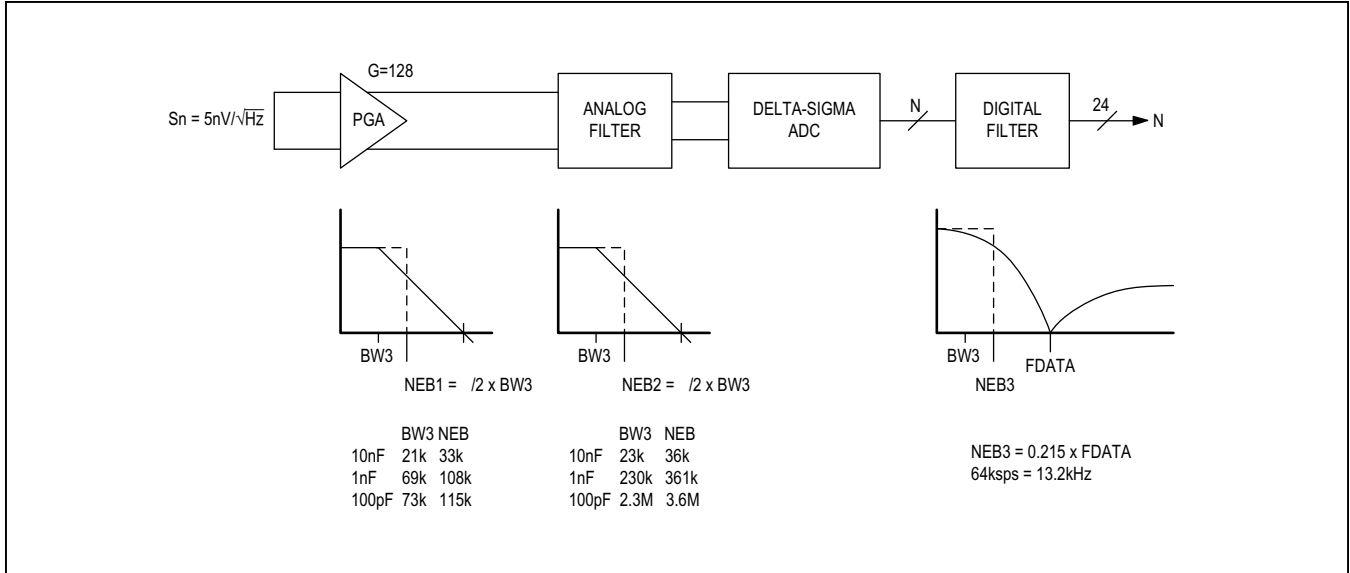 G=128
Sn = 5nV/√Hz
PGA
ANALOG
FILTER
DELTA-SIGMA
ADC
N
DIGITAL
FILTER
24
N
BW3
NEB1 = /2 x BW3
BW3 NEB
10nF 21k 33k
1nF 69k 108k
100pF 73k 115k
BW3
NEB2 = /2 x BW3
BW3 NEB
10nF 23k 36k
1nF 230k 361k
100pF 2.3M 3.6M
BW3
NEB3
FDATA
NEB3 = 0.215 x FDATA
64ksps = 13.2kHz